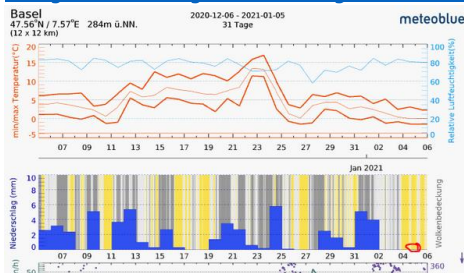 Basel
2020-12-06 - 2021-01-05
meteoblue
47.56°N / 7.57°E 284m ü.NN.
31 Tage
(12 x 12 km)
min/max Temperatur(°C)
20
15
10
5
0
-5
100
80
60
40
20
0
Relative Luftfeuchtigkeit(%)
07 09 11 13 15 17 19 21 23 25 27 29 31 02 04 06
Jan 2021
Niederschlag (mm)
10
8
6
4
2
0
Wolkenbedeckung
07 09 11 13 15 17 19 21 23 25 27 29 31 02 04 06
50
360